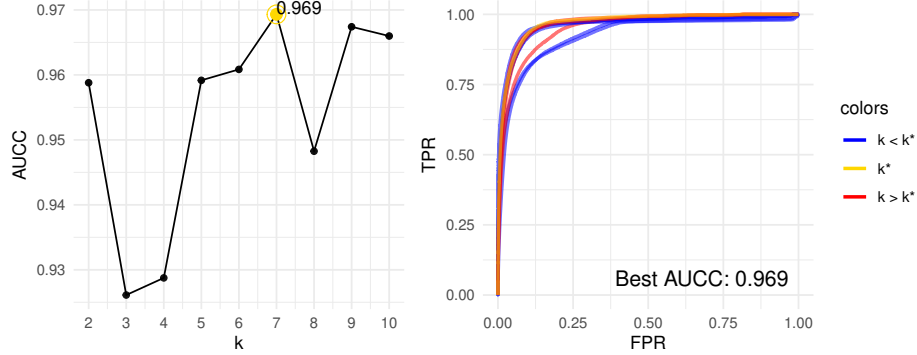 0.97
0.96
0.95
0.94
0.93
AUCC
0.969
2 3 4 5 6 7 8 9 10
k
1.00
0.75
0.50
0.25
0.00
TPR
Best AUCC: 0.969
0.00 0.25 0.50 0.75 1.00
FPR
colors
k < k*
k*
k > k*